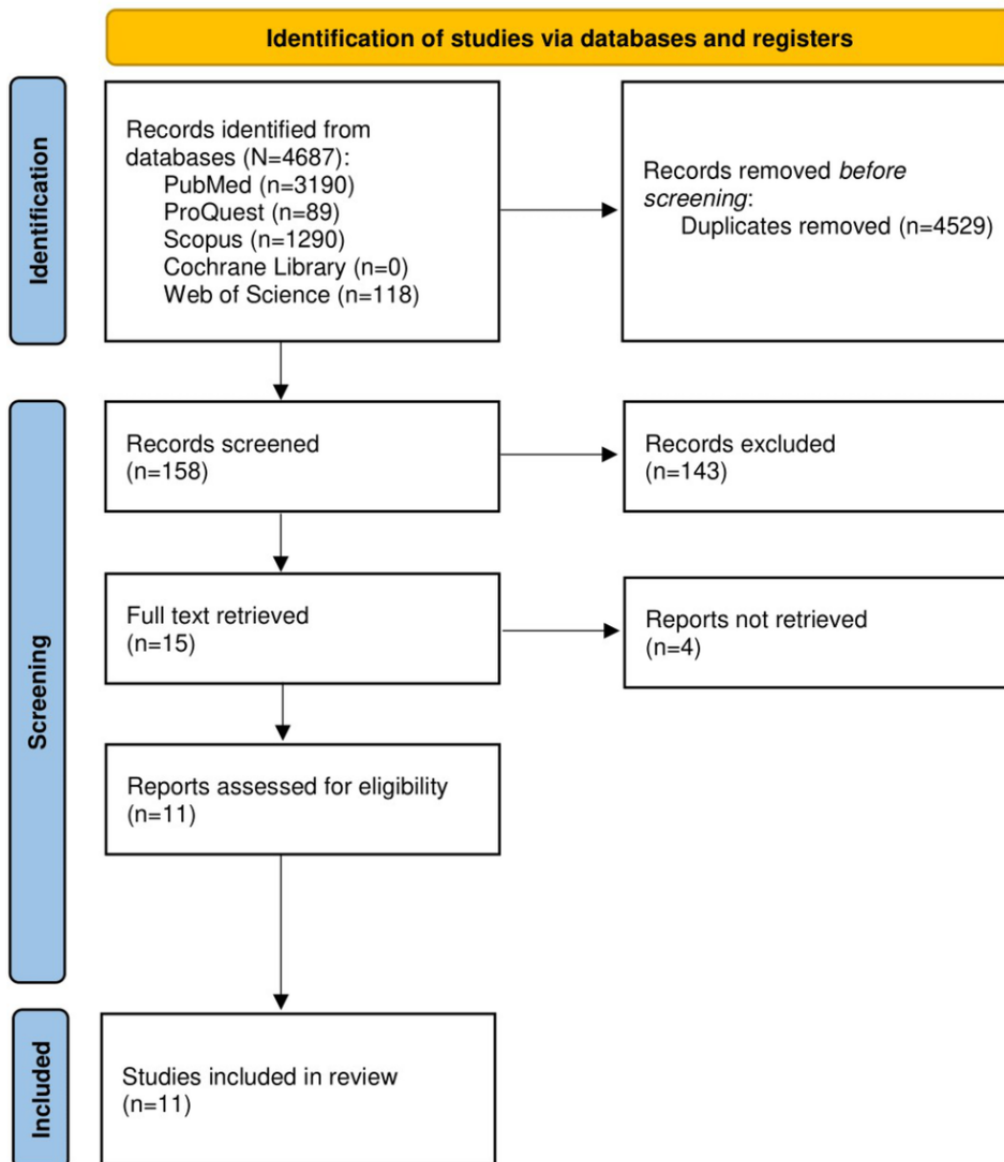 Identification of studies via databases and registers
Identification
Records identified from
databases (N=4687):
PubMed (n=3190)
ProQuest (n=89)
Scopus (n=1290)
Cochrane Library (n=0)
Web of Science (n=118)
Records removed before
screening:
Duplicates removed (n=4529)
Screening
Records screened
(n=158)
Records excluded
(n=143)
Full text retrieved
(n=15)
Reports not retrieved
(n=4)
Reports assessed for eligibility
(n=11)
Included
Studies included in review
(n=11)